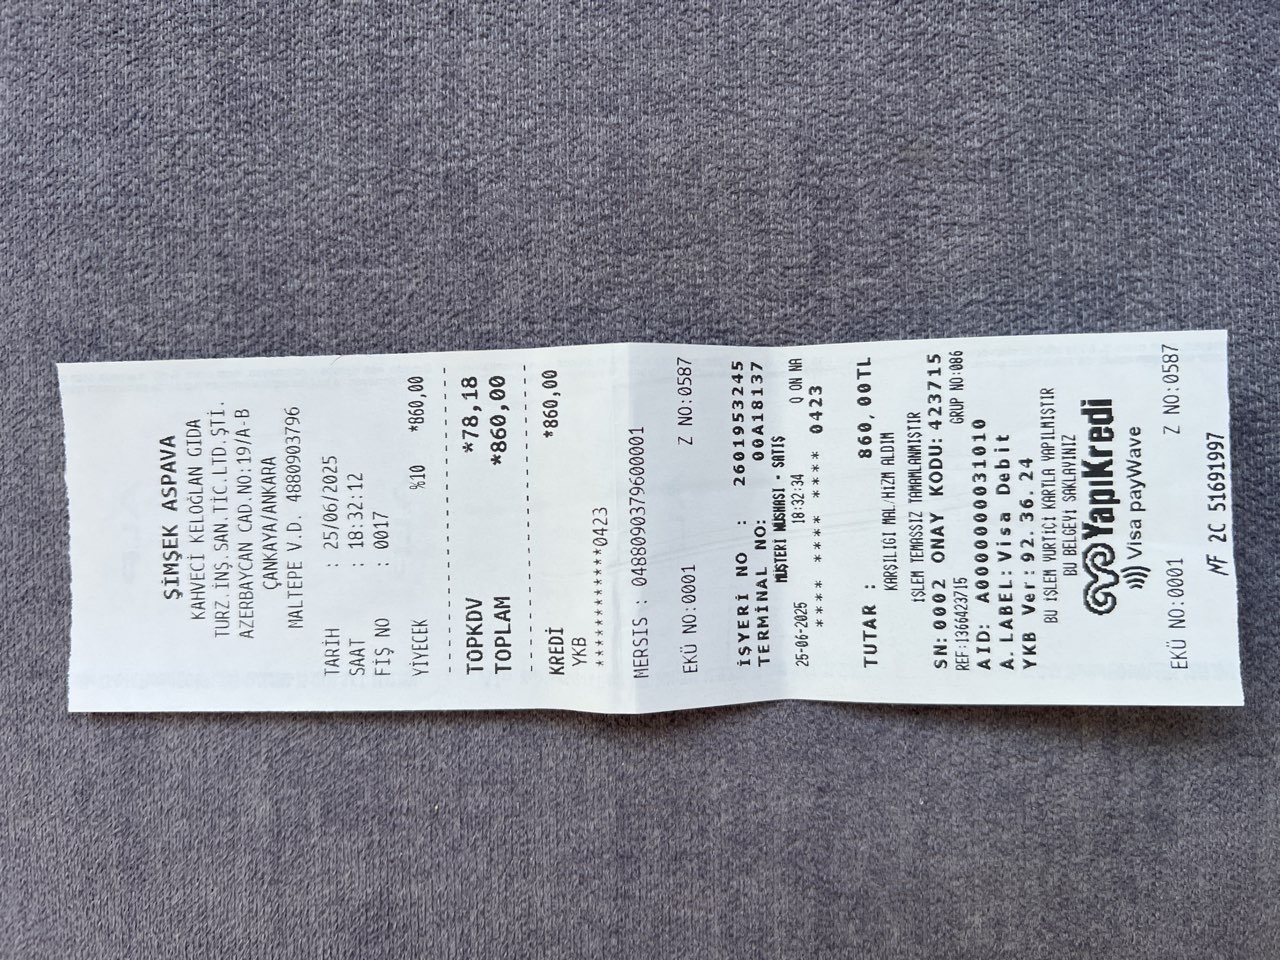 ŞİMŞEK ASPAVA
KAHVECİ KELOĞLAN GIDA
TURZ.İNŞ.SAN.TİC.LTD.ŞTİ.
AZERBAYCAN CAD.NO:19/A-B
ÇANKAYA/ANKARA
MALTEPE V.D. 4880903796
TARİH : 25/06/2025
SAAT : 18:32:12
FİŞ NO : 0017
YİYECEK %10 *860,00
TOPKDV *78,18
TOPLAM *860,00
KREDİ *860,00
YKB
************0423
MERSIS : 0488090379600001
EKÜ NO:0001 Z NO:0587
İŞYERİ NO : 2601953245
TERMİNAL NO: 00A18137
MÜŞTERİ NÜSHASI - SATIŞ
25-06-2025 18:32:34 Q ON NA
**** **** **** 0423
TUTAR : 860,00TL
KARŞILIĞI MAL/HİZM ALDIM
İŞLEM TEMASSIZ TAMAMLANMIŞTIR
SN:0002 ONAY KODU:423715
REF:1366423715 GRUP NO:086
AID: A0000000031010
A.LABEL:Visa Debit
YKB Ver:92.36.24
BU İŞLEM YURTİÇİ KARTLA YAPILMIŞTIR
BU BELGEYİ SAKLAYINIZ
YapıKredi
Visa payWave
EKÜ NO:0001 Z NO:0587
MF 2C 51691997